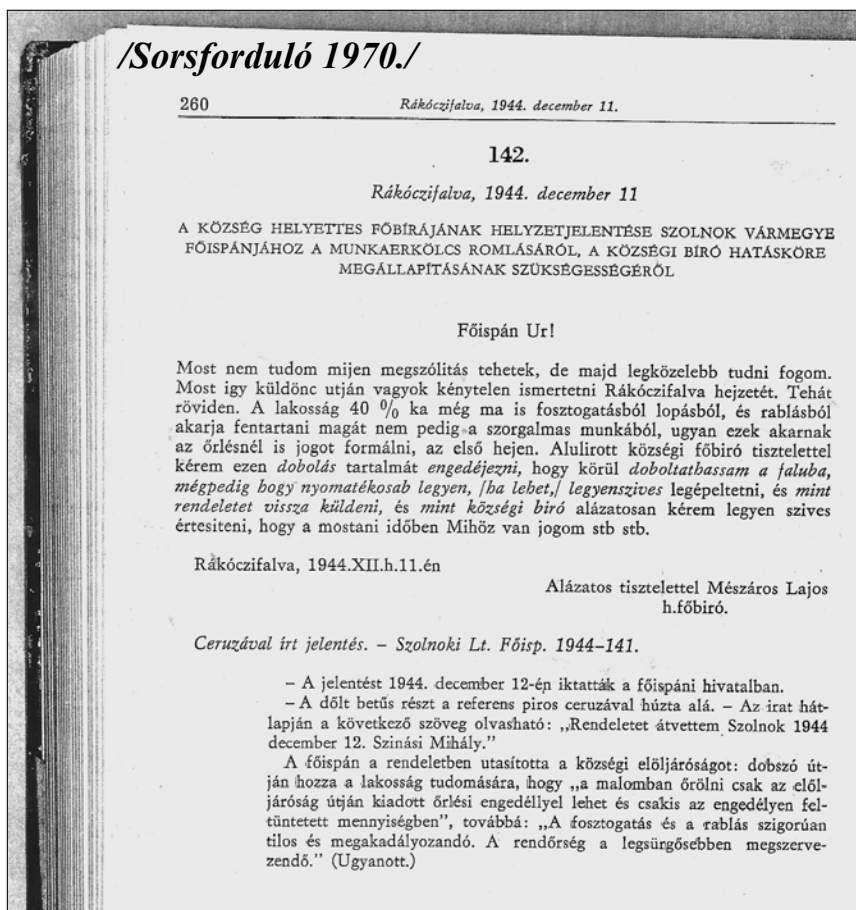 /Sorsforduló 1970./
260 Rákóczifalva, 1944. december 11.
142.
Rákóczifalva, 1944. december 11
A KÖZSÉG HELYETTES FŐBÍRÁJÁNAK HELYZETJELENTÉSE SZOLNOK VÁRMEGYE
FŐISPÁNJÁHOZ A MUNKAERKÖLCS ROMLÁSÁRÓL, A KÖZSÉGI BÍRÓ HATÁSKÖRE
MEGÁLLAPÍTÁSÁNAK SZÜKSÉGESSÉGÉRŐL
Főispán Ur!
Most nem tudom mijen megszólitás tehetek, de majd legközelebb tudni fogom.
Most igy küldönc utján vagyok kénytelen ismertetni Rákóczifalva hejzetét. Tehát
röviden. A lakosság 40 % ka még ma is fosztogatásból lopásból, és rablásból
akarja fentartani magát nem pedig a szorgalmas munkából, ugyan ezek akarnak
az őrlésnél is jogot formálni, az első hejen. Alulirott községi főbiró tisztelettel
kérem ezen dobolás tartalmát engedéjezni, hogy körül doboltathassam a faluba,
mégpedig hogy nyomatékosab legyen, /ha lehet,/ legyenszives legépeltetni, és mint
rendeletet vissza küldeni, és mint községi biró alázatosan kérem legyen szives
értesiteni, hogy a mostani időben Mihöz van jogom stb stb.
Rákóczifalva, 1944.XII.h.11.én
Alázatos tisztelettel Mészáros Lajos
h.főbiró.
Ceruzával írt jelentés. – Szolnoki Lt. Főisp. 1944–141.
– A jelentést 1944. december 12-én iktatták a főispáni hivatalban.
– A dőlt betűs részt a referens piros ceruzával húzta alá. – Az irat hát-
lapján a következő szöveg olvasható: „Rendeletet átvettem Szolnok 1944
december 12. Szinási Mihály.”
A főispán a rendeletben utasította a községi elöljáróságot: dobszó út-
ján hozza a lakosság tudomására, hogy „a malomban őrölni csak az elől-
járóság útján kiadott őrlési engedéllyel lehet és csakis az engedélyen fel-
tüntetett mennyiségben”, továbbá: „A fosztogatás és a rablás szigorúan
tilos és megakadályozandó. A rendőrség a legsürgősebben megszerve-
zendő.” (Ugyanott.)